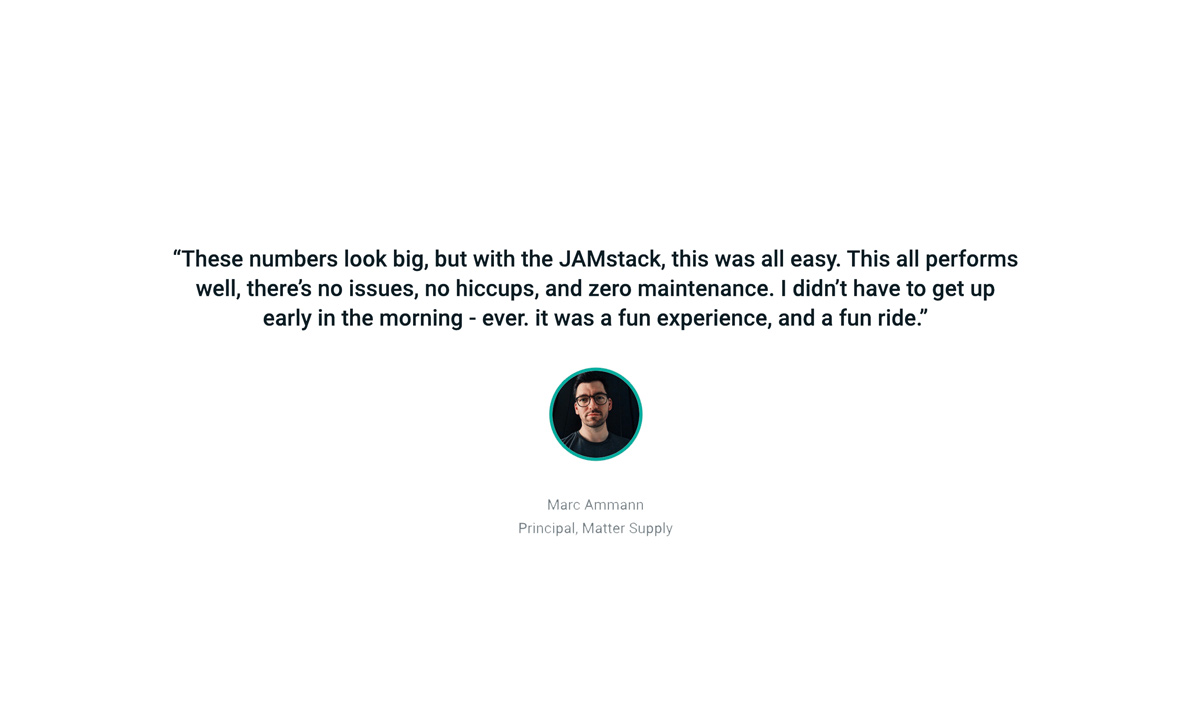 “These numbers look big, but with the JAMstack, this was all easy. This all performs
well, there’s no issues, no hiccups, and zero maintenance. I didn’t have to get up
early in the morning - ever. it was a fun experience, and a fun ride.”
Marc Ammann
Principal, Matter Supply